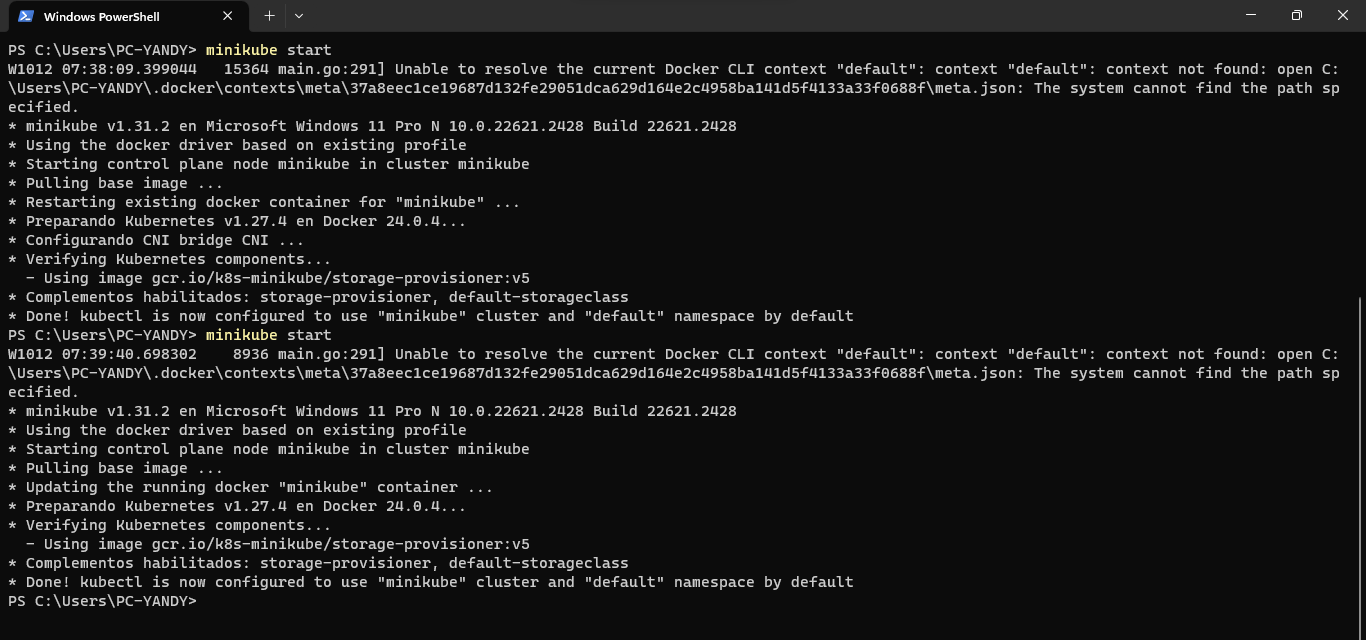 Windows PowerShell
PS C:\Users\PC-YANDY> minikube start
W1012 07:38:09.399044   15364 main.go:291] Unable to resolve the current Docker CLI context "default": context "default": context not found: open C:
\Users\PC-YANDY\.docker\contexts\meta\37a8eec1ce19687d132fe29051dca629d164e2c4958ba141d5f4133a33f0688f\meta.json: The system cannot find the path sp
ecified.
* minikube v1.31.2 en Microsoft Windows 11 Pro N 10.0.22621.2428 Build 22621.2428
* Using the docker driver based on existing profile
* Starting control plane node minikube in cluster minikube
* Pulling base image ...
* Restarting existing docker container for "minikube" ...
* Preparando Kubernetes v1.27.4 en Docker 24.0.4...
* Configurando CNI bridge CNI ...
* Verifying Kubernetes components...
  - Using image gcr.io/k8s-minikube/storage-provisioner:v5
* Complementos habilitados: storage-provisioner, default-storageclass
* Done! kubectl is now configured to use "minikube" cluster and "default" namespace by default
PS C:\Users\PC-YANDY> minikube start
W1012 07:39:40.698302    8936 main.go:291] Unable to resolve the current Docker CLI context "default": context "default": context not found: open C:
\Users\PC-YANDY\.docker\contexts\meta\37a8eec1ce19687d132fe29051dca629d164e2c4958ba141d5f4133a33f0688f\meta.json: The system cannot find the path sp
ecified.
* minikube v1.31.2 en Microsoft Windows 11 Pro N 10.0.22621.2428 Build 22621.2428
* Using the docker driver based on existing profile
* Starting control plane node minikube in cluster minikube
* Pulling base image ...
* Updating the running docker "minikube" container ...
* Preparando Kubernetes v1.27.4 en Docker 24.0.4...
* Verifying Kubernetes components...
  - Using image gcr.io/k8s-minikube/storage-provisioner:v5
* Complementos habilitados: storage-provisioner, default-storageclass
* Done! kubectl is now configured to use "minikube" cluster and "default" namespace by default
PS C:\Users\PC-YANDY>